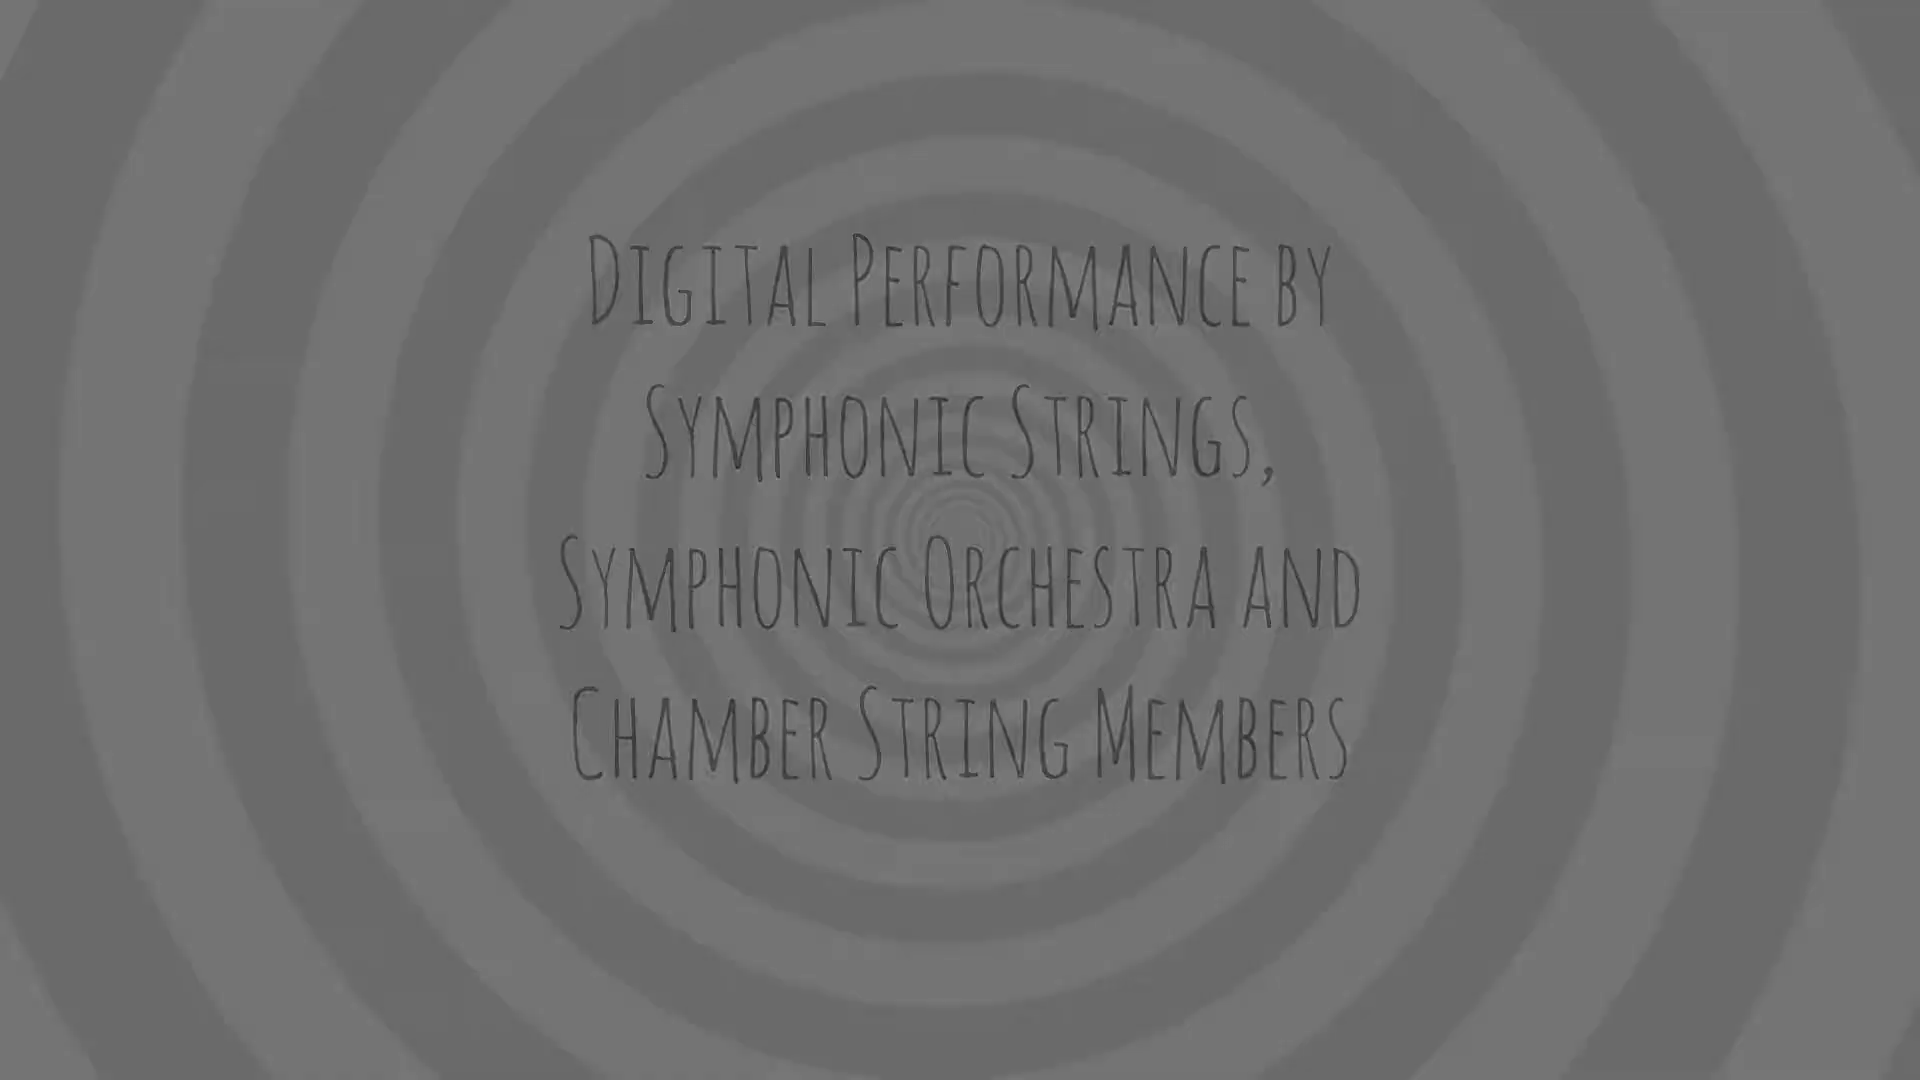 Digital Performance by
Symphonic Strings,
Symphonic Orchestra and
Chamber String Members